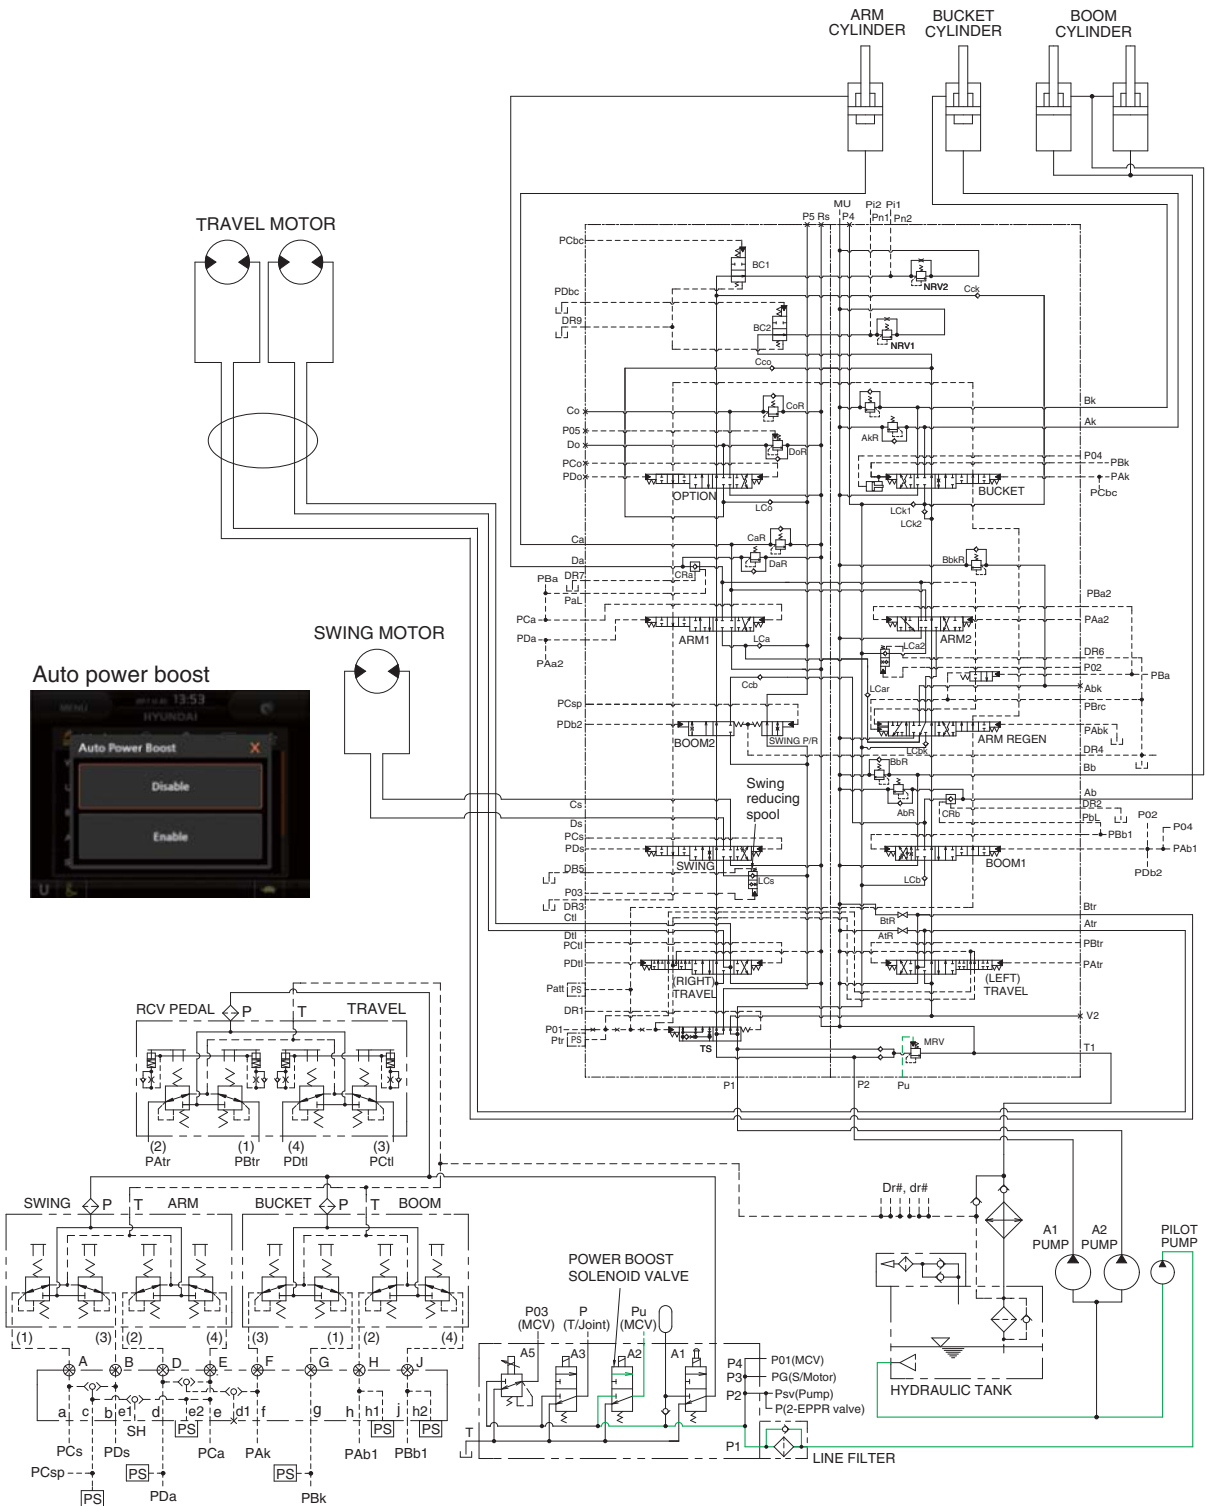 ARM
CYLINDER
BUCKET
CYLINDER
BOOM
CYLINDER
TRAVEL MOTOR
SWING MOTOR
Auto power boost
MENU
13:53
HYUNDAI
Auto Power Boost
X
Disable
Enable
U
P5 Rs
MU
P4
Pi2 Pi1
Pn1 Pn2
PCbc
BC1
NRV2
Cck
PDbc
DR9
BC2
NRV1
Cco
Co
CoR
P05
Do
DoR
PCo
PDo
OPTION
LCo
Bk
Ak
AkR
P04
PBk
PAk
PCbc
BUCKET
LCk1
LCk2
Ca
CaR
Da
DaR
CRa
PBa
DR7
PaL
PCa
PDa
PAa2
ARM1
LCa
BbkR
PBa2
PAa2
ARM2
LCa2
DR6
P02
PBa
Abk
PBrc
PAbk
DR4
Ccb
LCar
PCsp
PDb2
BOOM2
SWING P/R
ARM REGEN
LCbk
BbR
Bb
Swing
reducing
spool
AbR
CRb
Ab
DR2
PbL
P02
P04
PBb1
PAb1
PDb2
Cs
Ds
PCs
PDs
SWING
BOOM1
DR5
LCs
LCb
P03
DR3
Ctl
Dtl
PCtl
PDtl
(RIGHT)
TRAVEL
Btr
BtR
Atr
AtR
PBtr
PAtr
(LEFT)
TRAVEL
Patt
PS
DR1
P01
Ptr
PS
TS
V2
MRV
T1
P1
P2
Pu
RCV PEDAL
P
T
TRAVEL
(2)
(1)
(4)
(3)
PAtr
PBtr
PDtl
PCtl
SWING
P
T
ARM
BUCKET
P
T
BOOM
(1)
(3)
(2)
(4)
(3)
(1)
(2)
(4)
A
B
D
E
F
G
H
J
a
c
b
e1
d
e2
e
d1
f
g
h
h1
j
h2
SH
PS
PS
PS
PCs
PDs
PCa
PAk
PAb1
PBb1
PCsp
PS
PS
PS
PDa
PBk
POWER BOOST
SOLENOID VALVE
P03
(MCV)
P
(T/Joint)
Pu
(MCV)
A5
A3
A2
A1
P4
P01(MCV)
P3
PG(S/Motor)
P2
Psv(Pump)
P(2-EPPR valve)
T
P1
LINE FILTER
Dr#, dr#
A1
PUMP
A2
PUMP
PILOT
PUMP
HYDRAULIC TANK